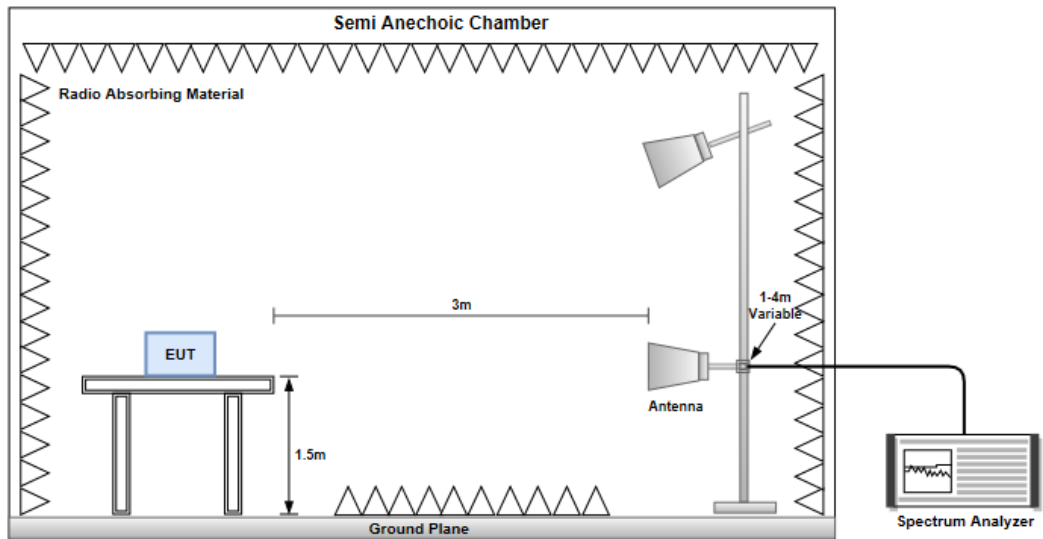 Semi Anechoic Chamber
Radio Absorbing Material
3m
1-4m
Variable
EUT
Antenna
1.5m
Ground Plane
Spectrum Analyzer